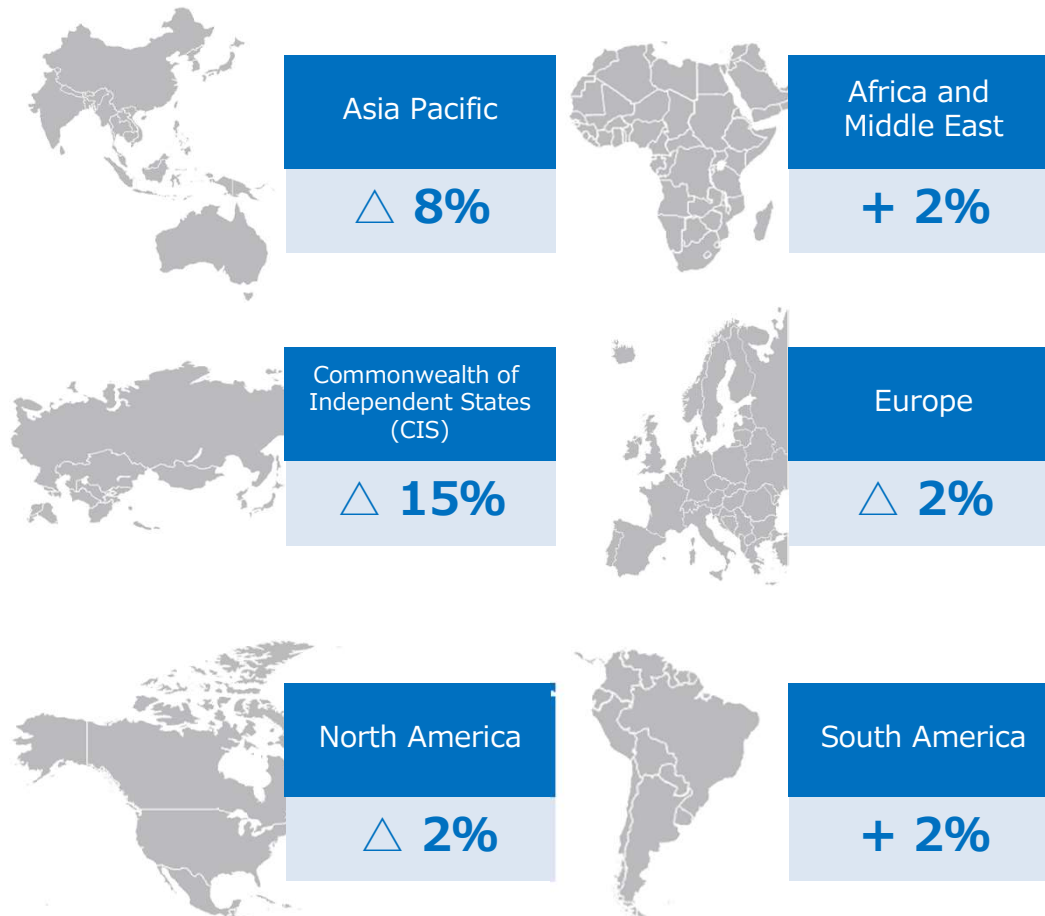 Asia Pacific
△ 8%
Africa and
Middle East
+ 2%
Commonwealth of
Independent States
(CIS)
△ 15%
Europe
△ 2%
North America
△ 2%
South America
+ 2%